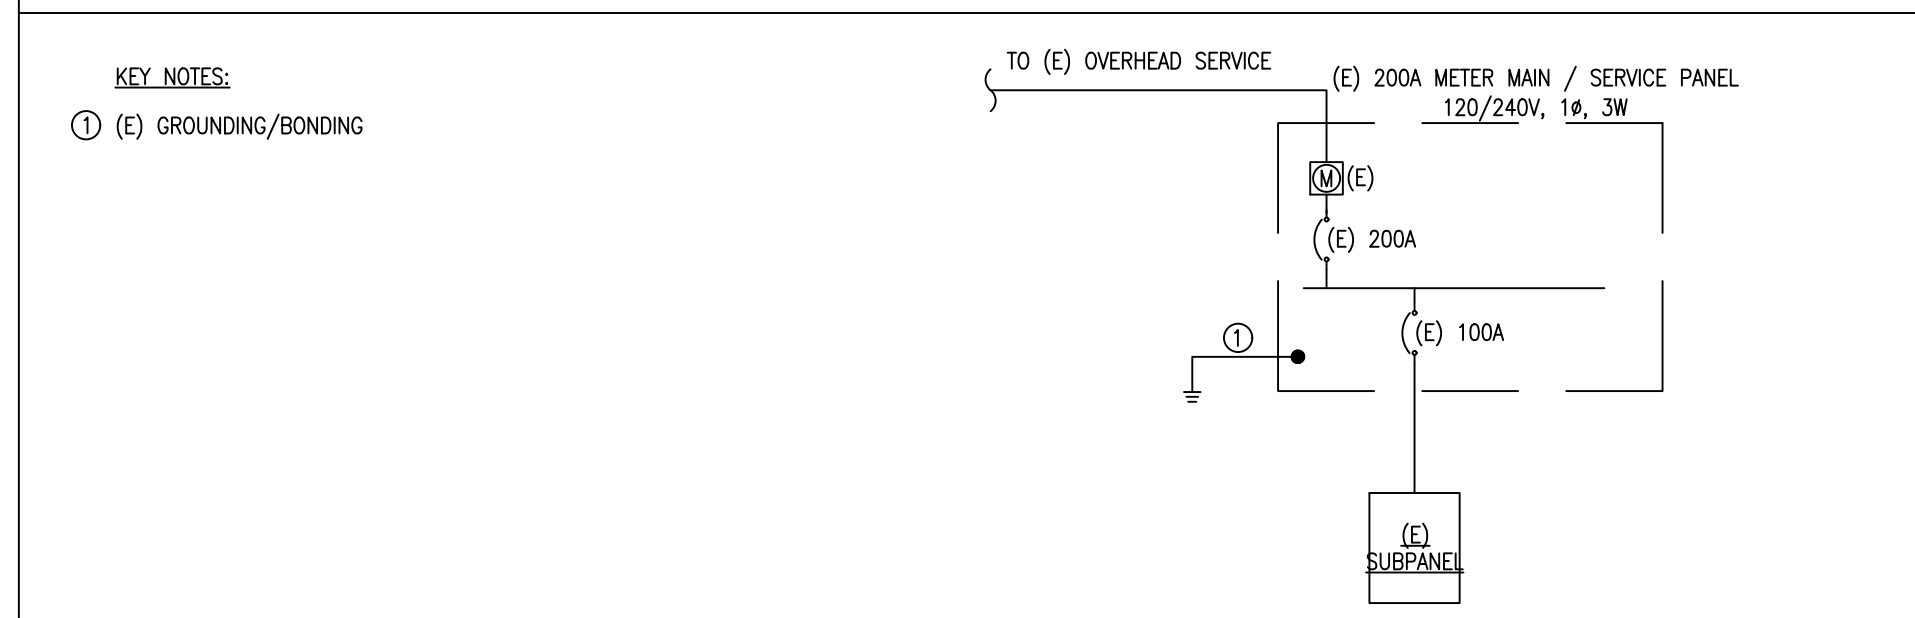 KEY NOTES:
1 (E) GROUNDING/BONDING
TO (E) OVERHEAD SERVICE
(E) 200A METER MAIN / SERVICE PANEL
120/240V, 1ø, 3W
M (E)
(E) 200A
(E) 100A
1
(E)
SUBPANEL